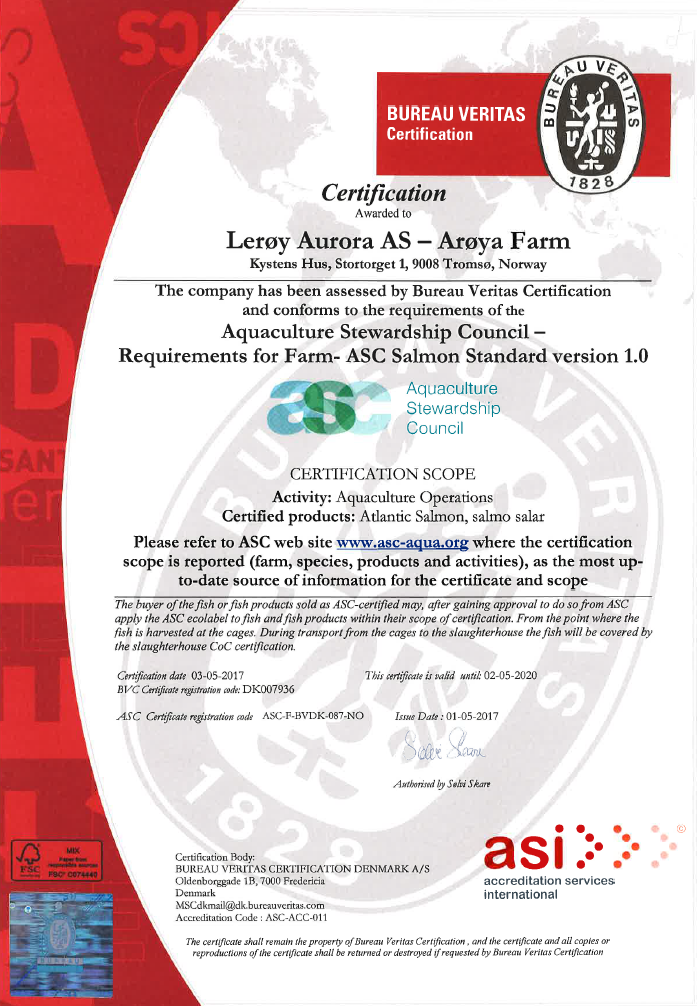 BUREAU VERITAS
Certification
BUREAU VERITAS
1828
Certification
Awarded to
Lerøy Aurora AS – Arøya Farm
Kystens Hus, Stortorget 1, 9008 Tromsø, Norway
The company has been assessed by Bureau Veritas Certification
and conforms to the requirements of the
Aquaculture Stewardship Council –
Requirements for Farm- ASC Salmon Standard version 1.0
asc Aquaculture
Stewardship
Council
CERTIFICATION SCOPE
Activity: Aquaculture Operations
Certified products: Atlantic Salmon, salmo salar
Please refer to ASC web site www.asc-aqua.org where the certification
scope is reported (farm, species, products and activities), as the most up-
to-date source of information for the certificate and scope
The buyer of the fish or fish products sold as ASC-certified may, after gaining approval to do so from ASC
apply the ASC ecolabel to fish and fish products within their scope of certification. From the point where the
fish is harvested at the cages. During transport from the cages to the slaughterhouse the fish will be covered by
the slaughterhouse CoC certification.
Certification date 03-05-2017 This certificate is valid until: 02-05-2020
BVC Certificate registration code: DK007936
ASC Certificate registration code ASC-F-BVDK-087-NO Issue Date : 01-05-2017
Sølvi Skare
Authorised by Sølvi Skare
MIX
Paper from
responsible sources
FSC
FSC® C074440
Certification Body:
BUREAU VERITAS CERTIFICATION DENMARK A/S
Oldenborggade 1B, 7000 Fredericia
Denmark
MSCdkmail@dk.bureauveritas.com
Accreditation Code : ASC-ACC-011
asi ©
accreditation services
international
The certificate shall remain the property of Bureau Veritas Certification , and the certificate and all copies or
reproductions of the certificate shall be returned or destroyed if requested by Bureau Veritas Certification